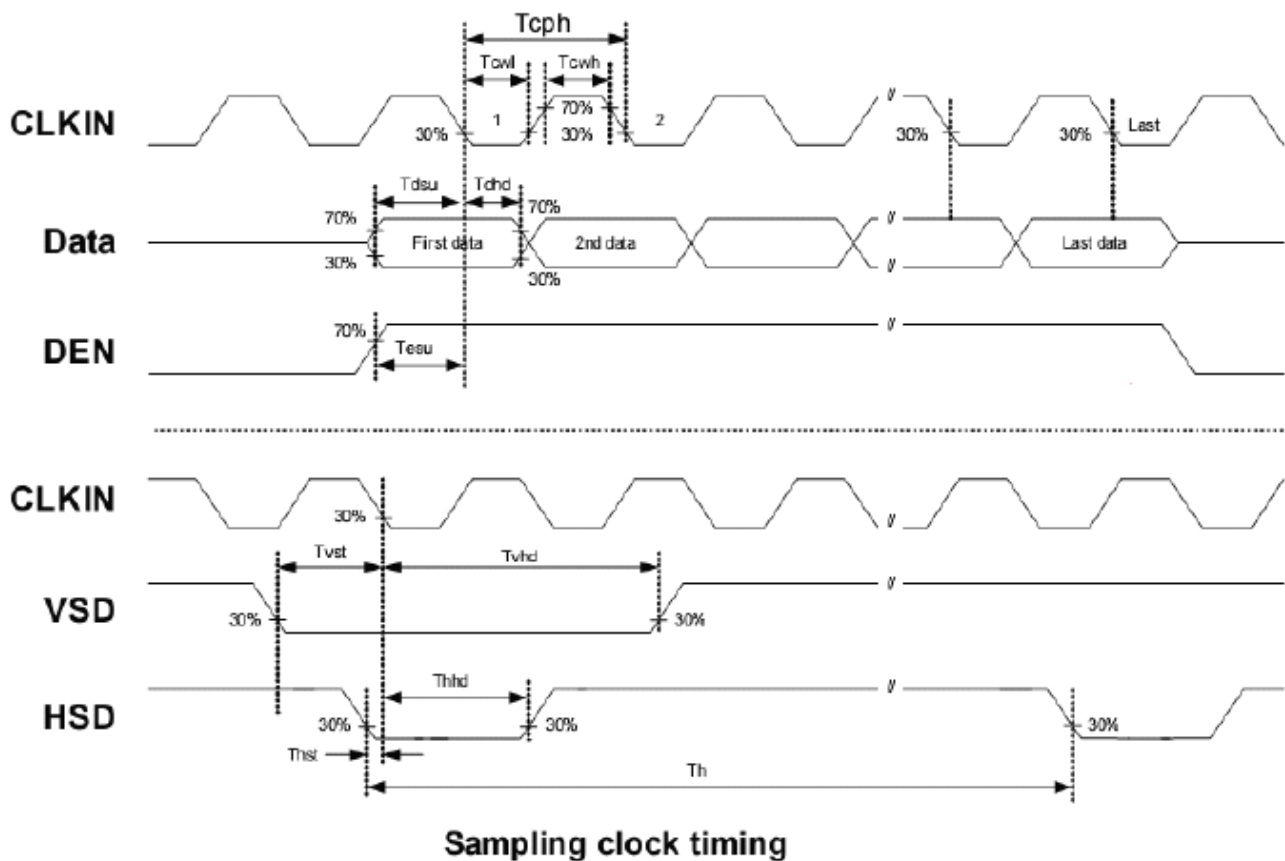 Tcph
Tcwl
Tcwh
CLKIN
30%
1
70%
30%
2
//
30%
30%
Last
Tdsu
Tdhd
70%
70%
Data
First data
2nd data
//
//
Last data
30%
30%
DEN
70%
Tesu
//
CLKIN
30%
//
Tvst
Tvhd
VSD
30%
30%
//
Thhd
HSD
30%
30%
//
30%
Thst
Th
Sampling clock timing